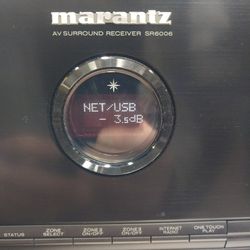 marantz
AV SURROUND RECEIVER SR6006
NET/USB
- 3.5dB
STATUS
ZONE SELECT
ZONE2 ON-OFF
ZONE3 ON-OFF
INTERNET RADIO
ONE TOUCH PLAY